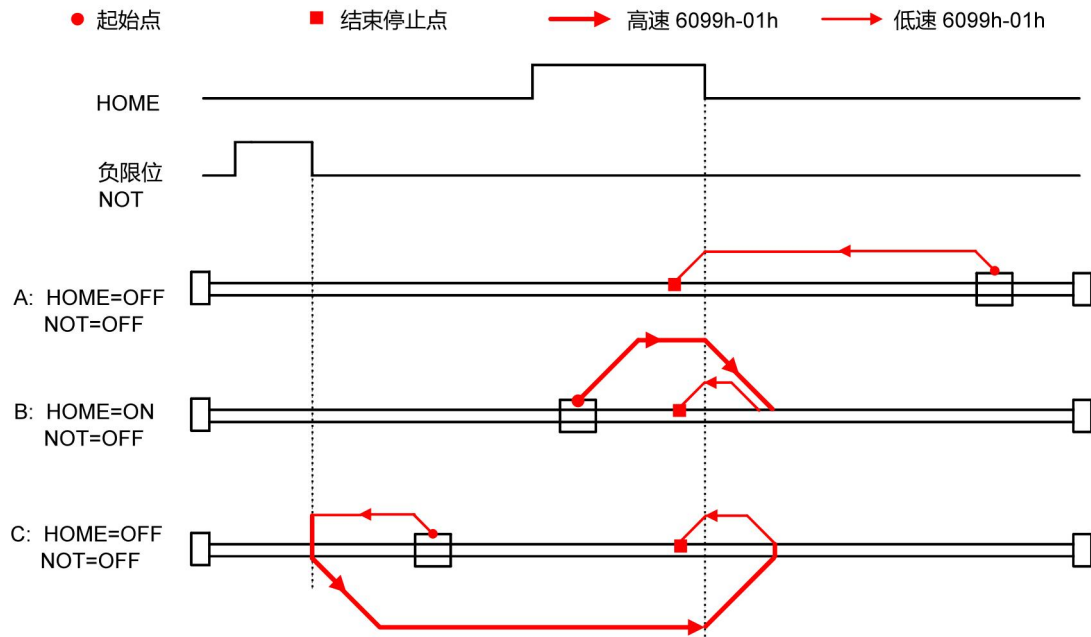 起始点
结束停止点
高速 6099h-01h
低速 6099h-01h
HOME
负限位
NOT
A: HOME=OFF
NOT=OFF
B: HOME=ON
NOT=OFF
C: HOME=OFF
NOT=OFF